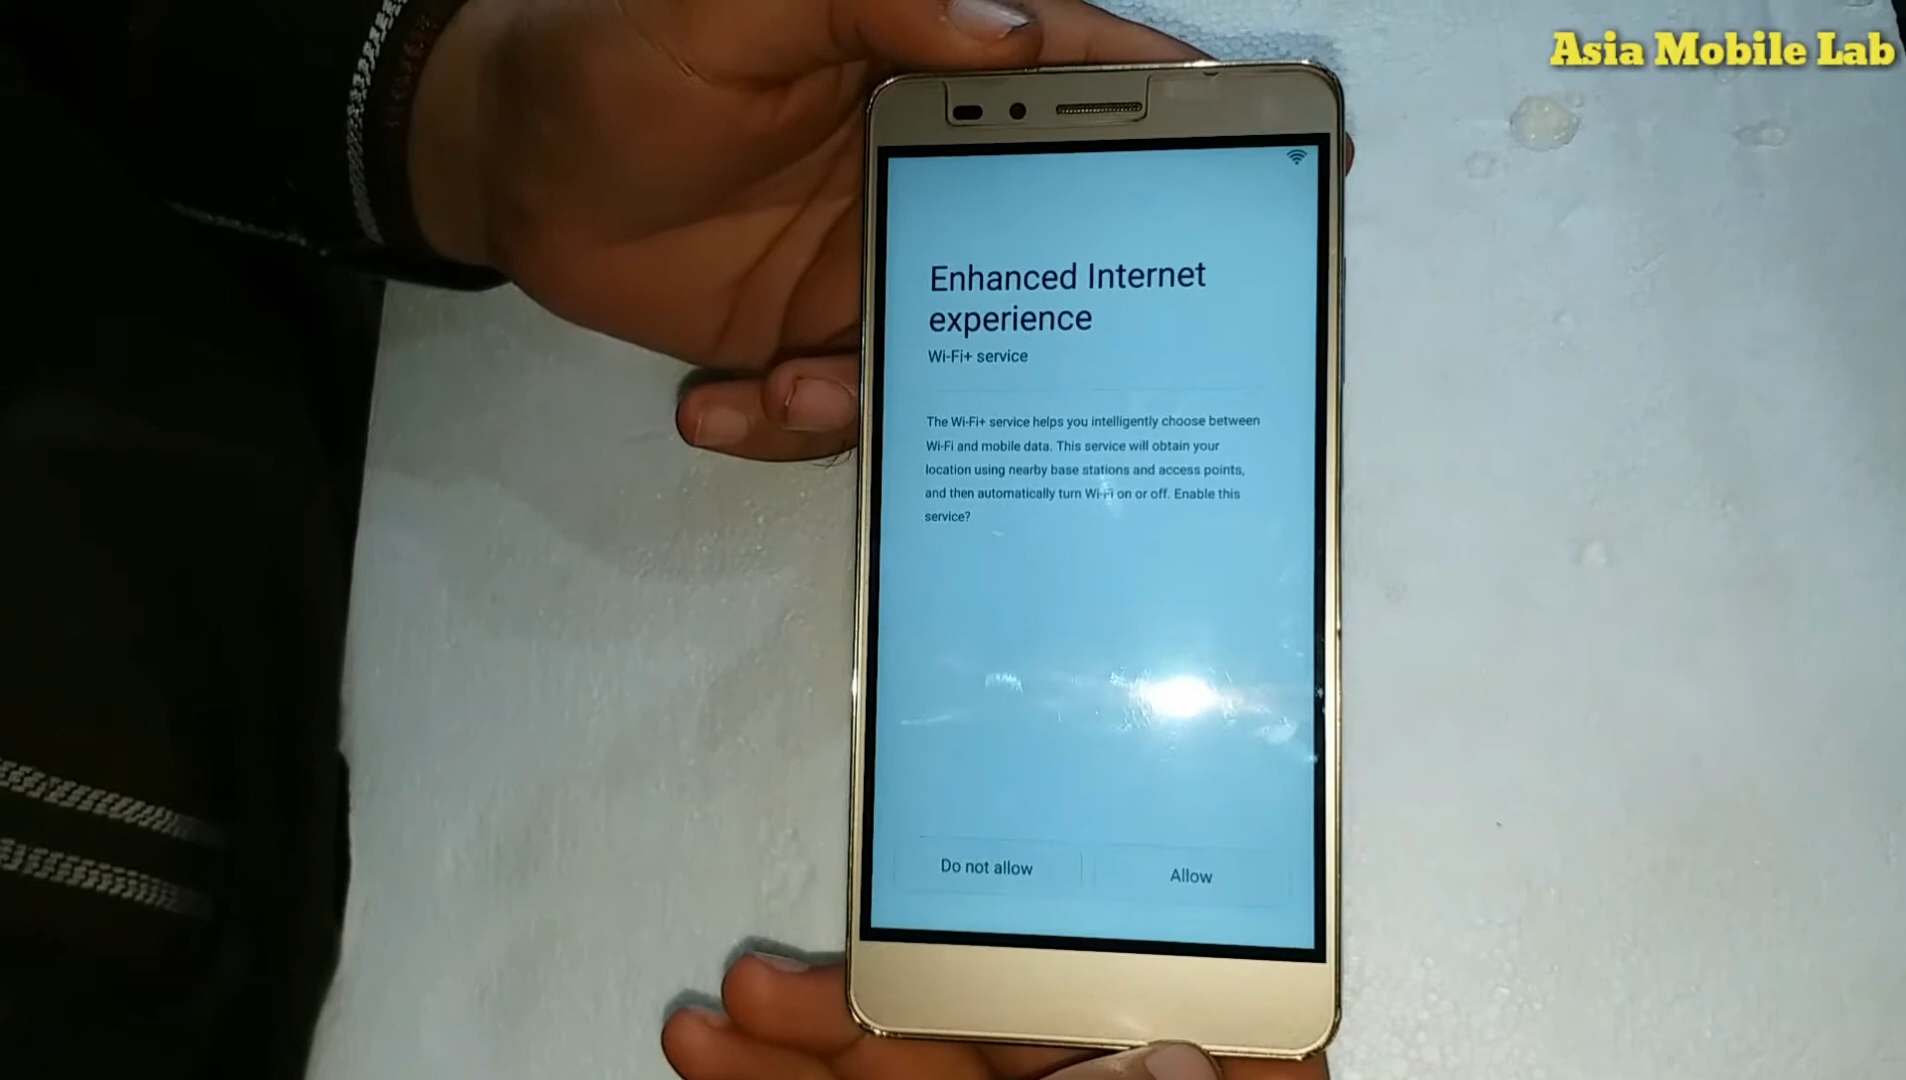 Asia Mobile Lab
Enhanced Internet
experience
Wi-Fi+ service
The Wi-Fi+ service helps you intelligently choose between
Wi-Fi and mobile data. This service will obtain your
location using nearby base stations and access points,
and then automatically turn Wi-Fi on or off. Enable this
service?
Do not allow
Allow